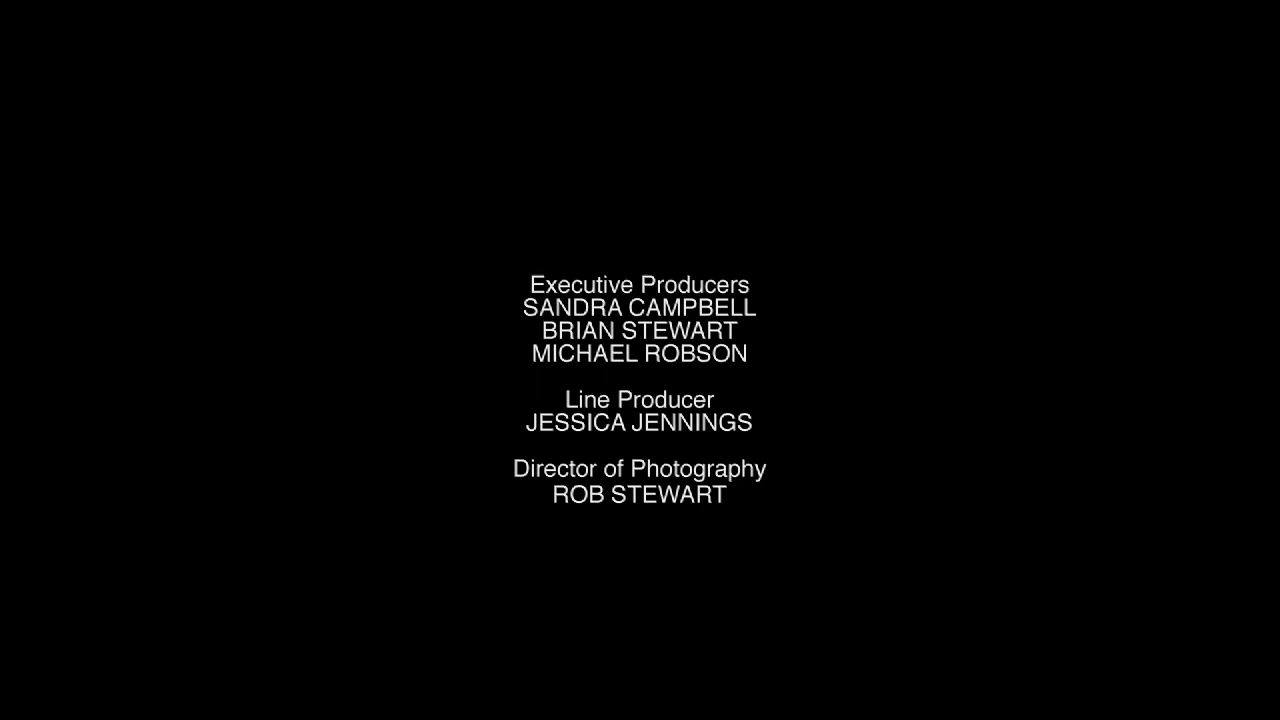 Executive Producers
SANDRA CAMPBELL
BRIAN STEWART
MICHAEL ROBSON
Line Producer
JESSICA JENNINGS
Director of Photography
ROB STEWART